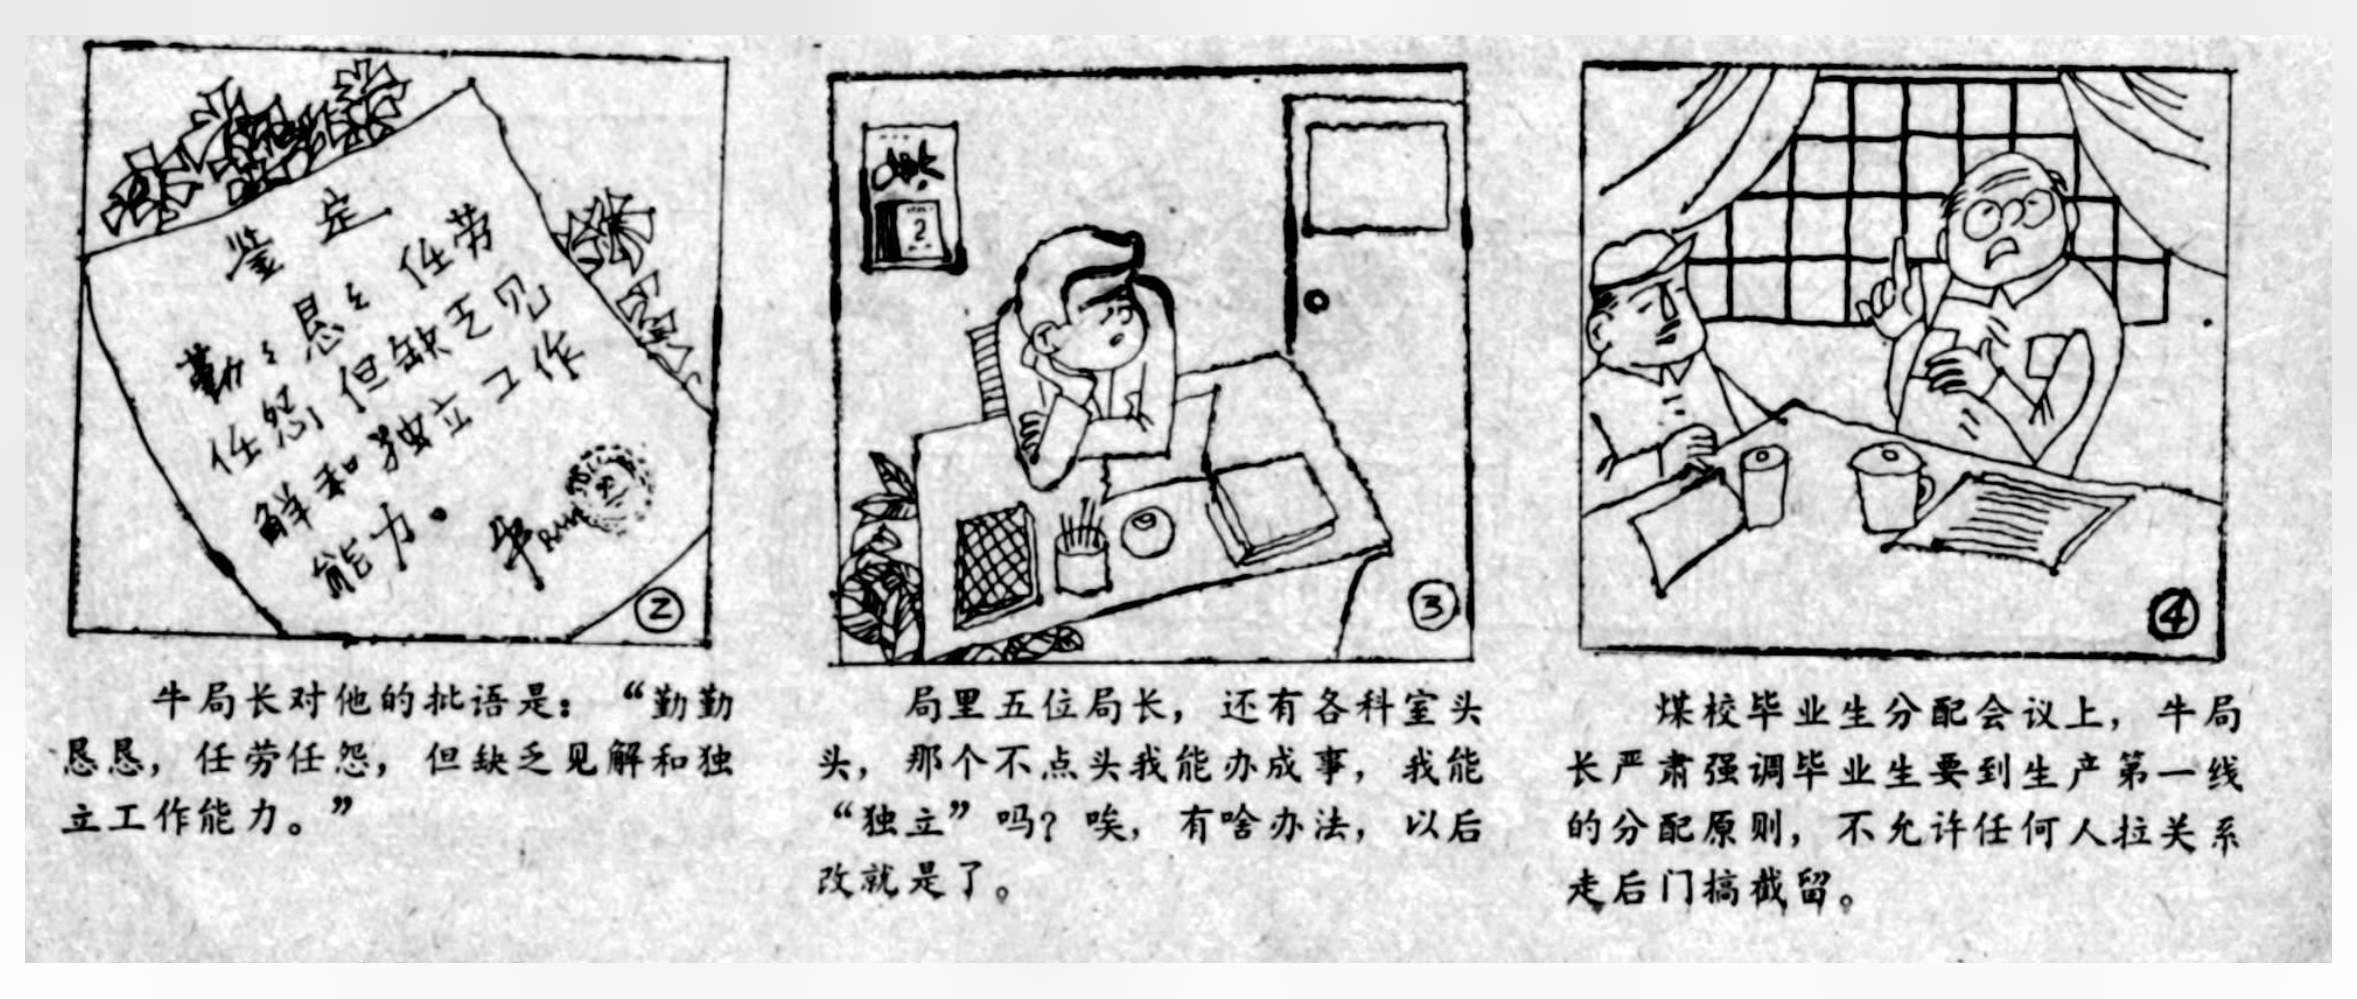 鉴定
勤々恳々任劳
任怨但缺乏见
解和独立工作
能力。
牛
②
牛局长对他的批语是：“勤勤
恳恳，任劳任怨，但缺乏见解和独
立工作能力。”
2
③
局里五位局长，还有各科室头
头，那个不点头我能办成事，我能
“独立”吗？唉，有啥办法，以后
改就是了。
④
煤校毕业生分配会议上，牛局
长严肃强调毕业生要到生产第一线
的分配原则，不允许任何人拉关系
走后门搞截留。